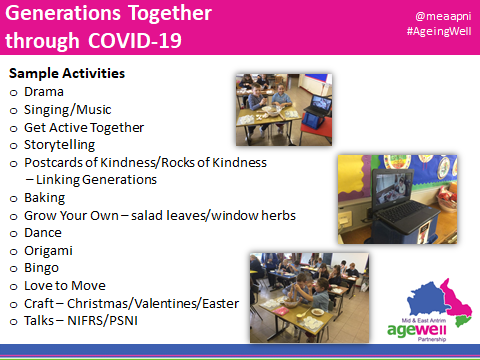 Generations Together
through COVID-19
@meaapni
#AgeingWell
Sample Activities
o Drama
o Singing/Music
o Get Active Together
o Storytelling
o Postcards of Kindness/Rocks of Kindness
– Linking Generations
o Baking
o Grow Your Own – salad leaves/window herbs
o Dance
o Origami
o Bingo
o Love to Move
o Craft – Christmas/Valentines/Easter
o Talks – NIFRS/PSNI
Mid & East Antrim
agewell
Partnership